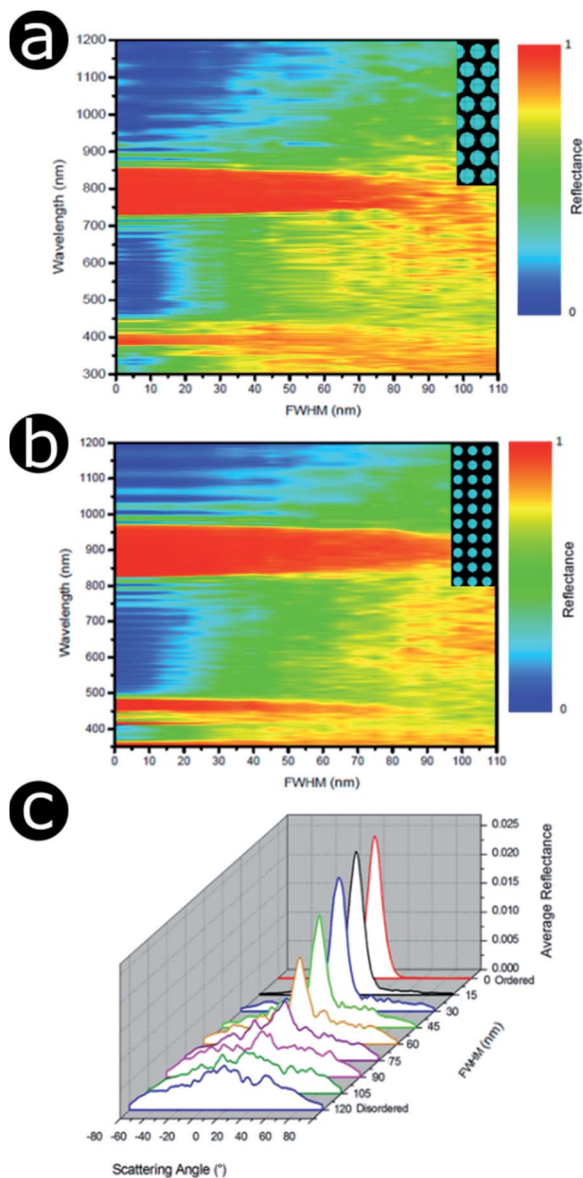 a
1200
1100
1000
900
800
700
600
500
400
300
Wavelength (nm)
0 10 20 30 40 50 60 70 80 90 100 110
FWHM (nm)
1
Reflectance
0
b
1200
1100
1000
900
800
700
600
500
400
Wavelength (nm)
0 10 20 30 40 50 60 70 80 90 100 110
FWHM (nm)
1
Reflectance
0
c
0.025
0.020
0.015
0.010
0.005
0.000
Average Reflectance
0 Ordered
15
30
45
60
75
90
105
120 Disordered
FWHM (nm)
-80 -60 -40 -20 0 20 40 60 80
Scattering Angle (°)